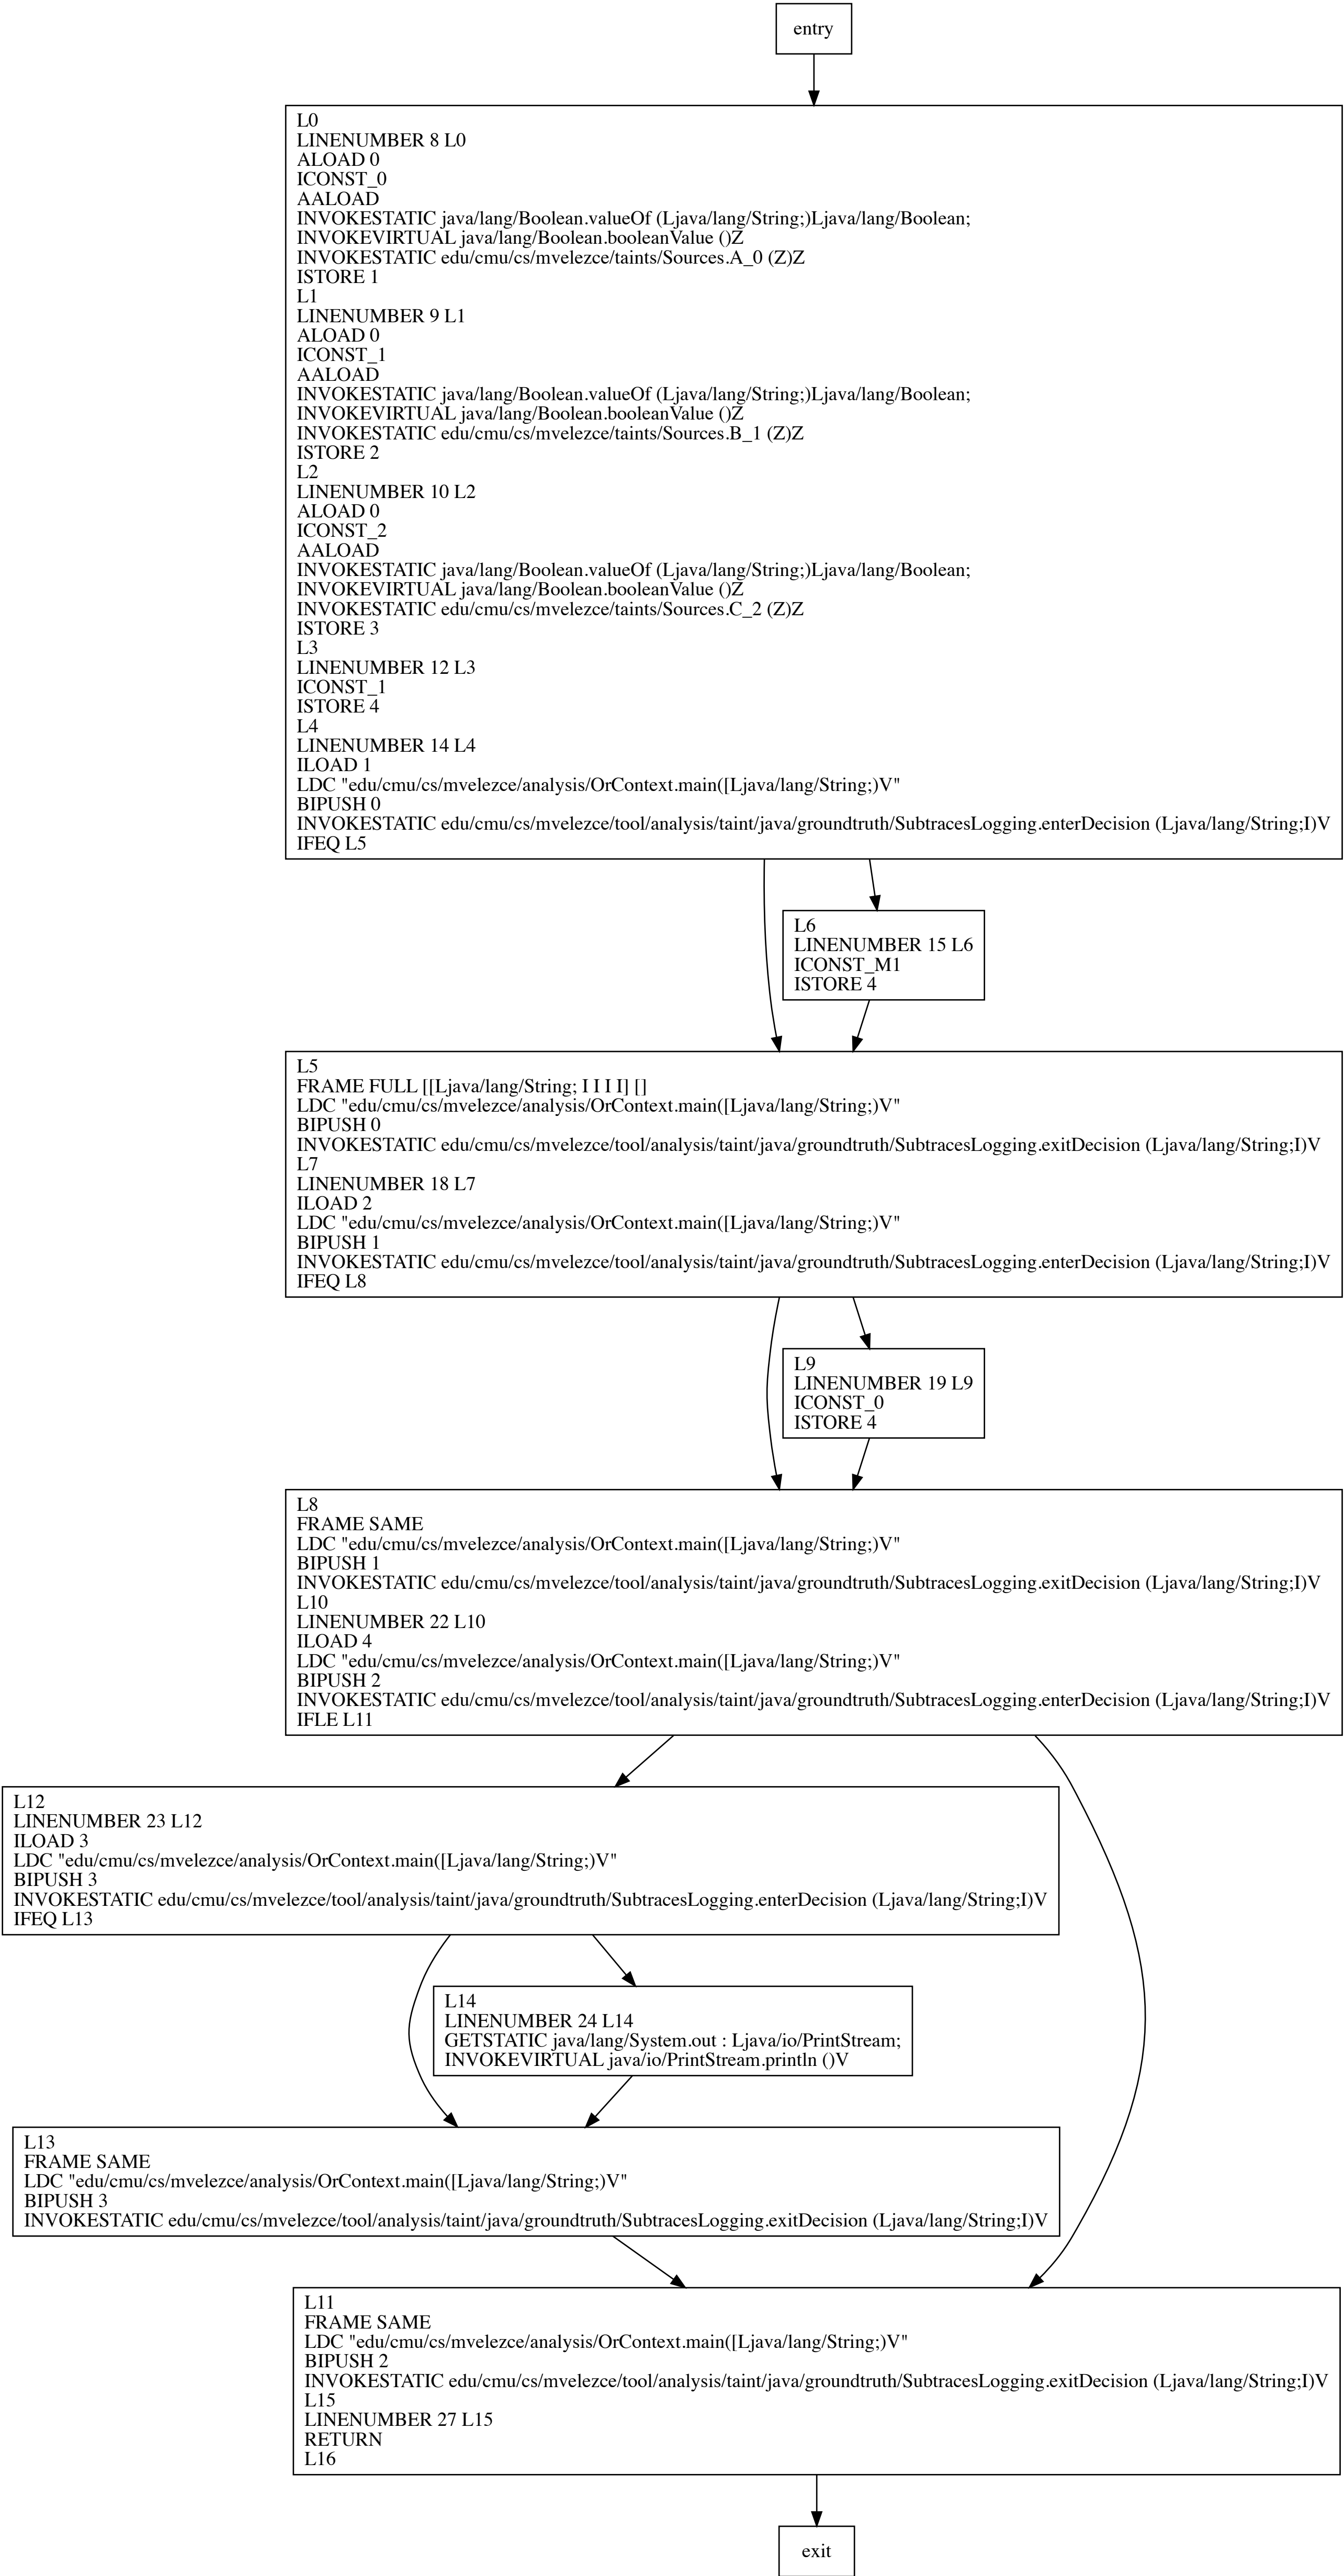 entry
L0
LINENUMBER 8 L0
ALOAD 0
ICONST_0
AALOAD
INVOKESTATIC java/lang/Boolean.valueOf (Ljava/lang/String;)Ljava/lang/Boolean;
INVOKEVIRTUAL java/lang/Boolean.booleanValue ()Z
INVOKESTATIC edu/cmu/cs/mvelezce/taints/Sources.A_0 (Z)Z
ISTORE 1
L1
LINENUMBER 9 L1
ALOAD 0
ICONST_1
AALOAD
INVOKESTATIC java/lang/Boolean.valueOf (Ljava/lang/String;)Ljava/lang/Boolean;
INVOKEVIRTUAL java/lang/Boolean.booleanValue ()Z
INVOKESTATIC edu/cmu/cs/mvelezce/taints/Sources.B_1 (Z)Z
ISTORE 2
L2
LINENUMBER 10 L2
ALOAD 0
ICONST_2
AALOAD
INVOKESTATIC java/lang/Boolean.valueOf (Ljava/lang/String;)Ljava/lang/Boolean;
INVOKEVIRTUAL java/lang/Boolean.booleanValue ()Z
INVOKESTATIC edu/cmu/cs/mvelezce/taints/Sources.C_2 (Z)Z
ISTORE 3
L3
LINENUMBER 12 L3
ICONST_1
ISTORE 4
L4
LINENUMBER 14 L4
ILOAD 1
LDC "edu/cmu/cs/mvelezce/analysis/OrContext.main([Ljava/lang/String;)V"
BIPUSH 0
INVOKESTATIC edu/cmu/cs/mvelezce/tool/analysis/taint/java/groundtruth/SubtracesLogging.enterDecision (Ljava/lang/String;I)V
IFEQ L5
L6
LINENUMBER 15 L6
ICONST_M1
ISTORE 4
L5
FRAME FULL [[Ljava/lang/String; I I I I] []
LDC "edu/cmu/cs/mvelezce/analysis/OrContext.main([Ljava/lang/String;)V"
BIPUSH 0
INVOKESTATIC edu/cmu/cs/mvelezce/tool/analysis/taint/java/groundtruth/SubtracesLogging.exitDecision (Ljava/lang/String;I)V
L7
LINENUMBER 18 L7
ILOAD 2
LDC "edu/cmu/cs/mvelezce/analysis/OrContext.main([Ljava/lang/String;)V"
BIPUSH 1
INVOKESTATIC edu/cmu/cs/mvelezce/tool/analysis/taint/java/groundtruth/SubtracesLogging.enterDecision (Ljava/lang/String;I)V
IFEQ L8
L9
LINENUMBER 19 L9
ICONST_0
ISTORE 4
L8
FRAME SAME
LDC "edu/cmu/cs/mvelezce/analysis/OrContext.main([Ljava/lang/String;)V"
BIPUSH 1
INVOKESTATIC edu/cmu/cs/mvelezce/tool/analysis/taint/java/groundtruth/SubtracesLogging.exitDecision (Ljava/lang/String;I)V
L10
LINENUMBER 22 L10
ILOAD 4
LDC "edu/cmu/cs/mvelezce/analysis/OrContext.main([Ljava/lang/String;)V"
BIPUSH 2
INVOKESTATIC edu/cmu/cs/mvelezce/tool/analysis/taint/java/groundtruth/SubtracesLogging.enterDecision (Ljava/lang/String;I)V
IFLE L11
L12
LINENUMBER 23 L12
ILOAD 3
LDC "edu/cmu/cs/mvelezce/analysis/OrContext.main([Ljava/lang/String;)V"
BIPUSH 3
INVOKESTATIC edu/cmu/cs/mvelezce/tool/analysis/taint/java/groundtruth/SubtracesLogging.enterDecision (Ljava/lang/String;I)V
IFEQ L13
L14
LINENUMBER 24 L14
GETSTATIC java/lang/System.out : Ljava/io/PrintStream;
INVOKEVIRTUAL java/io/PrintStream.println ()V
L13
FRAME SAME
LDC "edu/cmu/cs/mvelezce/analysis/OrContext.main([Ljava/lang/String;)V"
BIPUSH 3
INVOKESTATIC edu/cmu/cs/mvelezce/tool/analysis/taint/java/groundtruth/SubtracesLogging.exitDecision (Ljava/lang/String;I)V
L11
FRAME SAME
LDC "edu/cmu/cs/mvelezce/analysis/OrContext.main([Ljava/lang/String;)V"
BIPUSH 2
INVOKESTATIC edu/cmu/cs/mvelezce/tool/analysis/taint/java/groundtruth/SubtracesLogging.exitDecision (Ljava/lang/String;I)V
L15
LINENUMBER 27 L15
RETURN
L16
exit